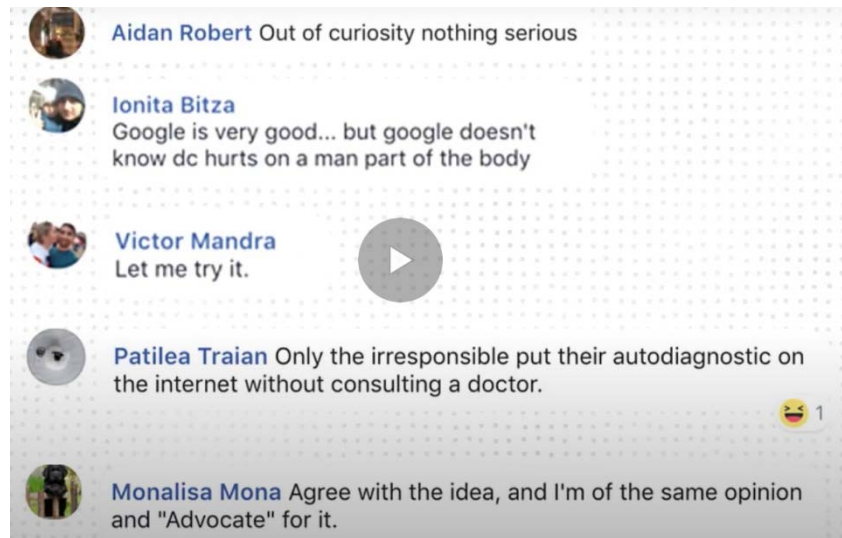 Aidan Robert Out of curiosity nothing serious
Ionita Bitza
Google is very good... but google doesn't
know dc hurts on a man part of the body
Victor Mandra
Let me try it.
Patilea Traian Only the irresponsible put their autodiagnostic on
the internet without consulting a doctor.
1
Monalisa Mona Agree with the idea, and I'm of the same opinion
and "Advocate" for it.